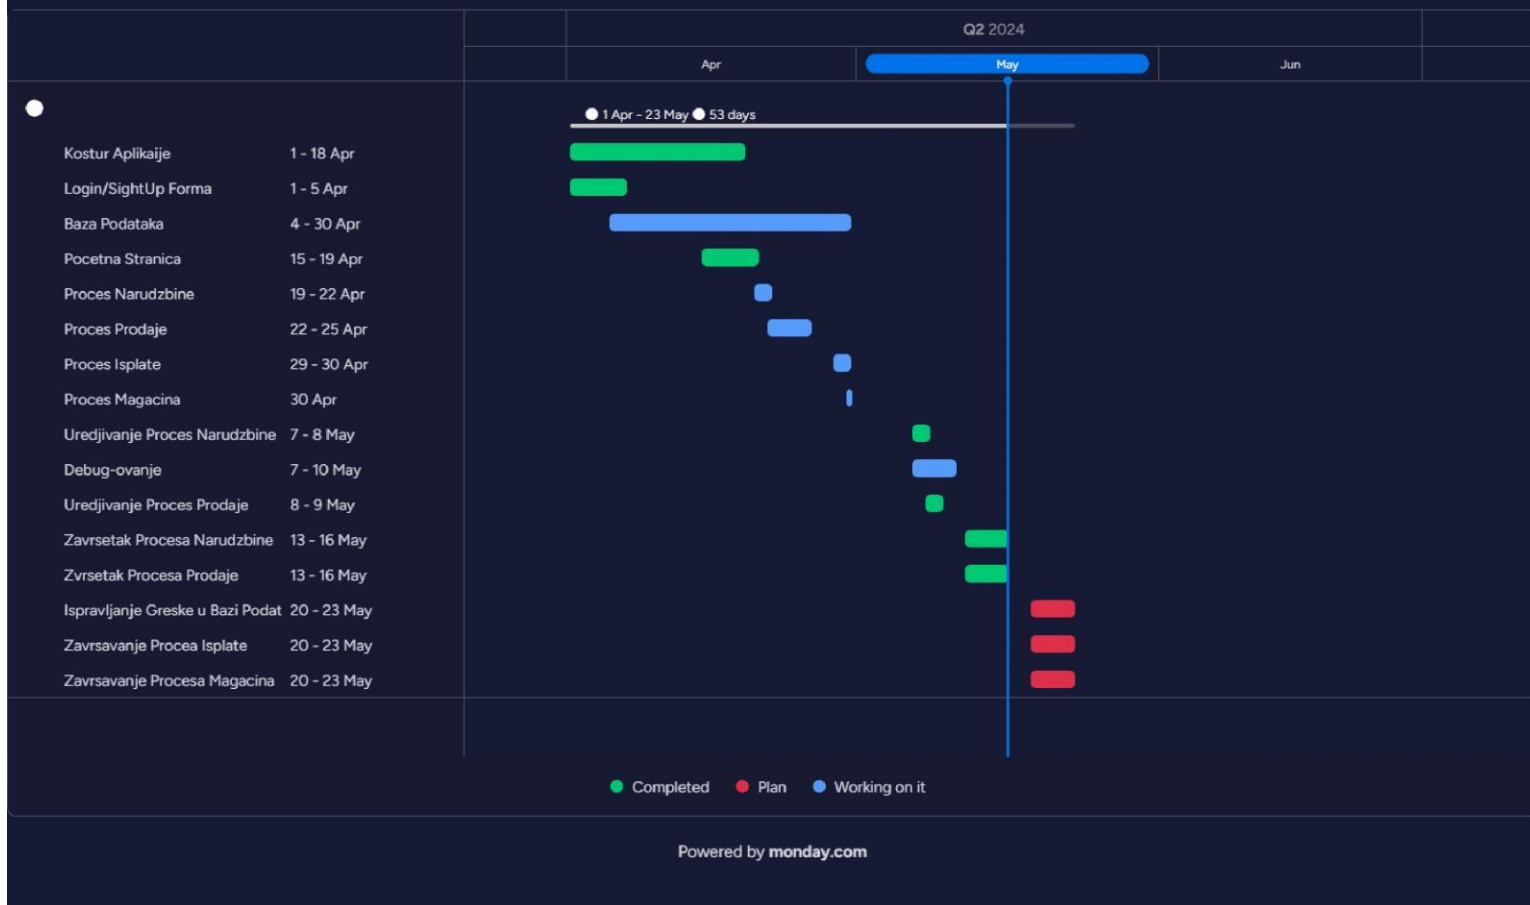 Q2 2024
Apr May Jun
1 Apr - 23 May 53 days
Kostur Aplikaije 1 - 18 Apr
Login/SightUp Forma 1 - 5 Apr
Baza Podataka 4 - 30 Apr
Pocetna Stranica 15 - 19 Apr
Proces Narudzbine 19 - 22 Apr
Proces Prodaje 22 - 25 Apr
Proces Isplate 29 - 30 Apr
Proces Magacina 30 Apr
Uredjivanje Proces Narudzbine 7 - 8 May
Debug-ovanje 7 - 10 May
Uredjivanje Proces Prodaje 8 - 9 May
Zavrsetak Procesa Narudzbine 13 - 16 May
Zvrsetak Procesa Prodaje 13 - 16 May
Ispravljanje Greske u Bazi Podat 20 - 23 May
Zavrsavanje Procea Isplate 20 - 23 May
Zavrsavanje Procesa Magacina 20 - 23 May
Completed Plan Working on it
Powered by monday.com